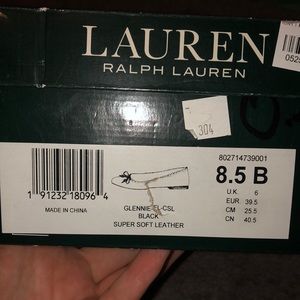 LAUREN
RALPH LAUREN
0525
304
802714739001
8.5 B
U.K. 6
EUR. 39.5
CM 25.5
CN 40.5
1 91232 18096 4
MADE IN CHINA
GLENNIE-FL-CSL
BLACK
SUPER SOFT LEATHER